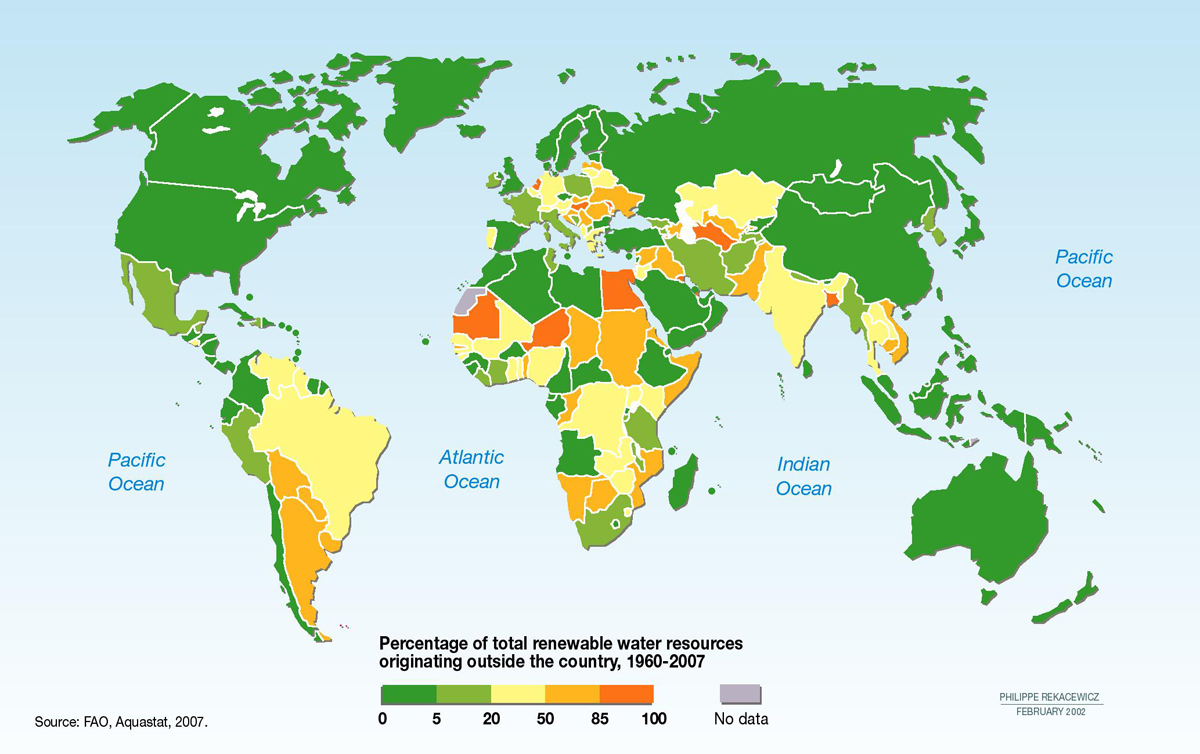 Pacific
Ocean
Pacific
Ocean
Atlantic
Ocean
Indian
Ocean
Percentage of total renewable water resources
originating outside the country, 1960-2007
0 5 20 50 85 100 No data
Source: FAO, Aquastat, 2007.
PHILIPPE REKACEWICZ
FEBRUARY 2002